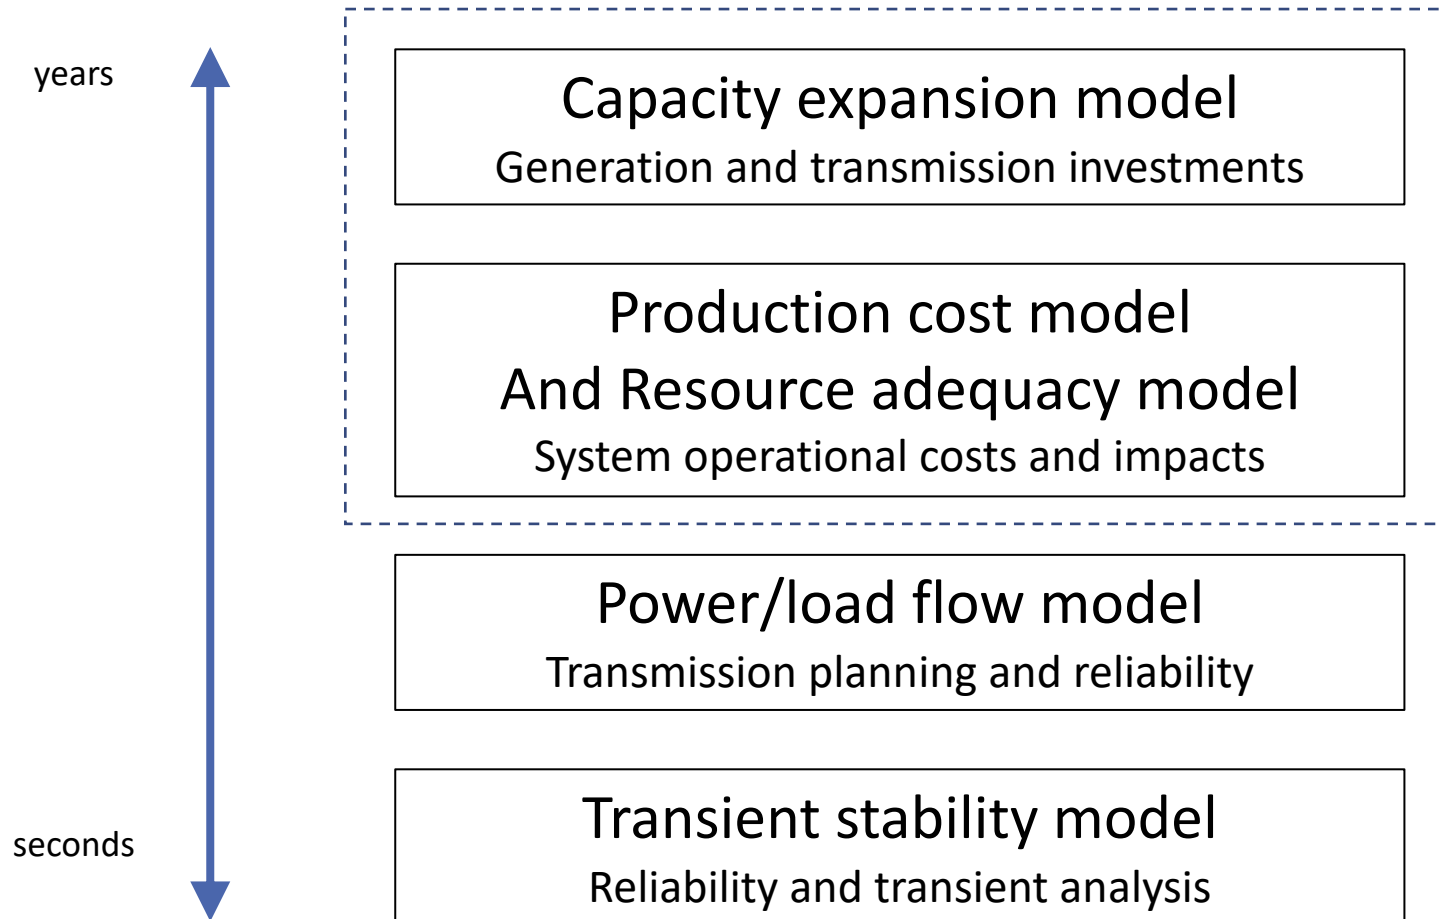 years
Capacity expansion model
Generation and transmission investments
Production cost model
And Resource adequacy model
System operational costs and impacts
Power/load flow model
Transmission planning and reliability
Transient stability model
seconds
Reliability and transient analysis